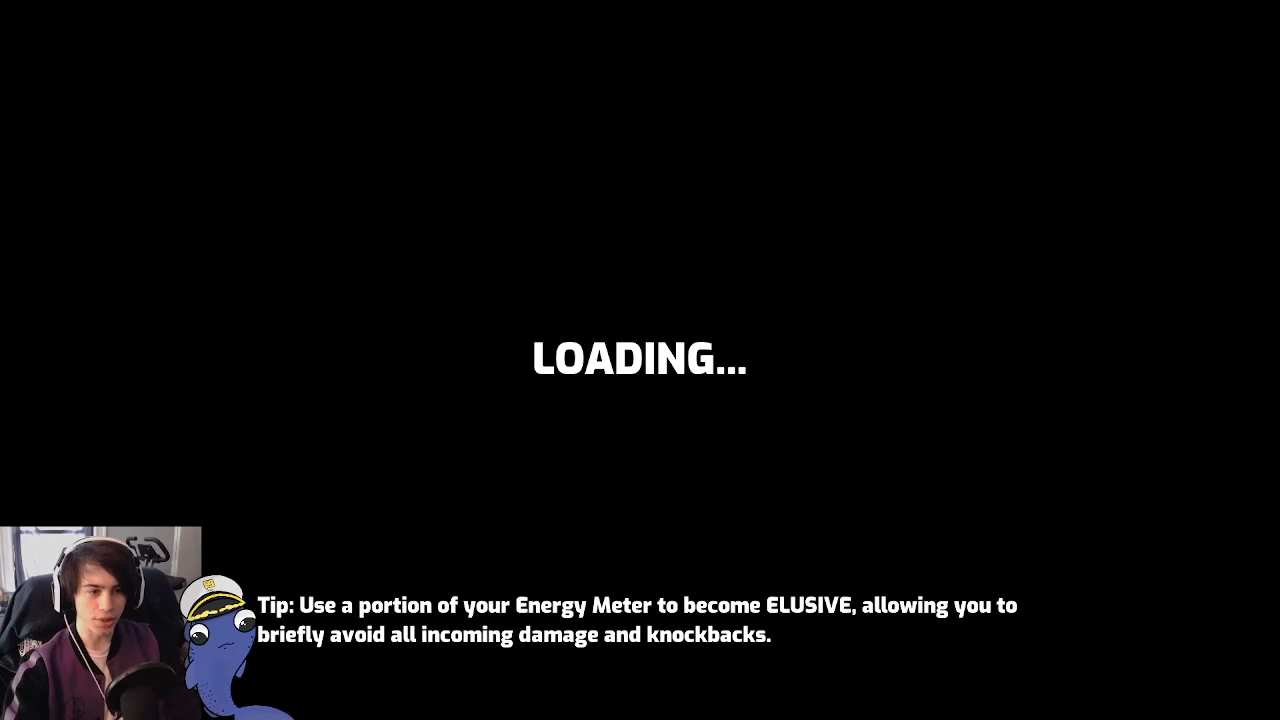 LOADING...
Tip: Use a portion of your Energy Meter to become ELUSIVE, allowing you to
briefly avoid all incoming damage and knockbacks.